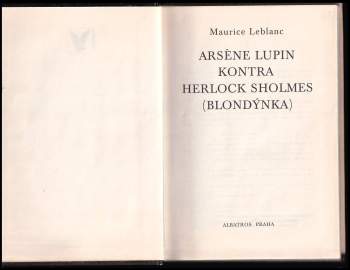 Maurice Leblanc
ARSÈNE LUPIN
KONTRA
HERLOCK SHOLMES
(BLONDÝNKA)
ALBATROS PRAHA